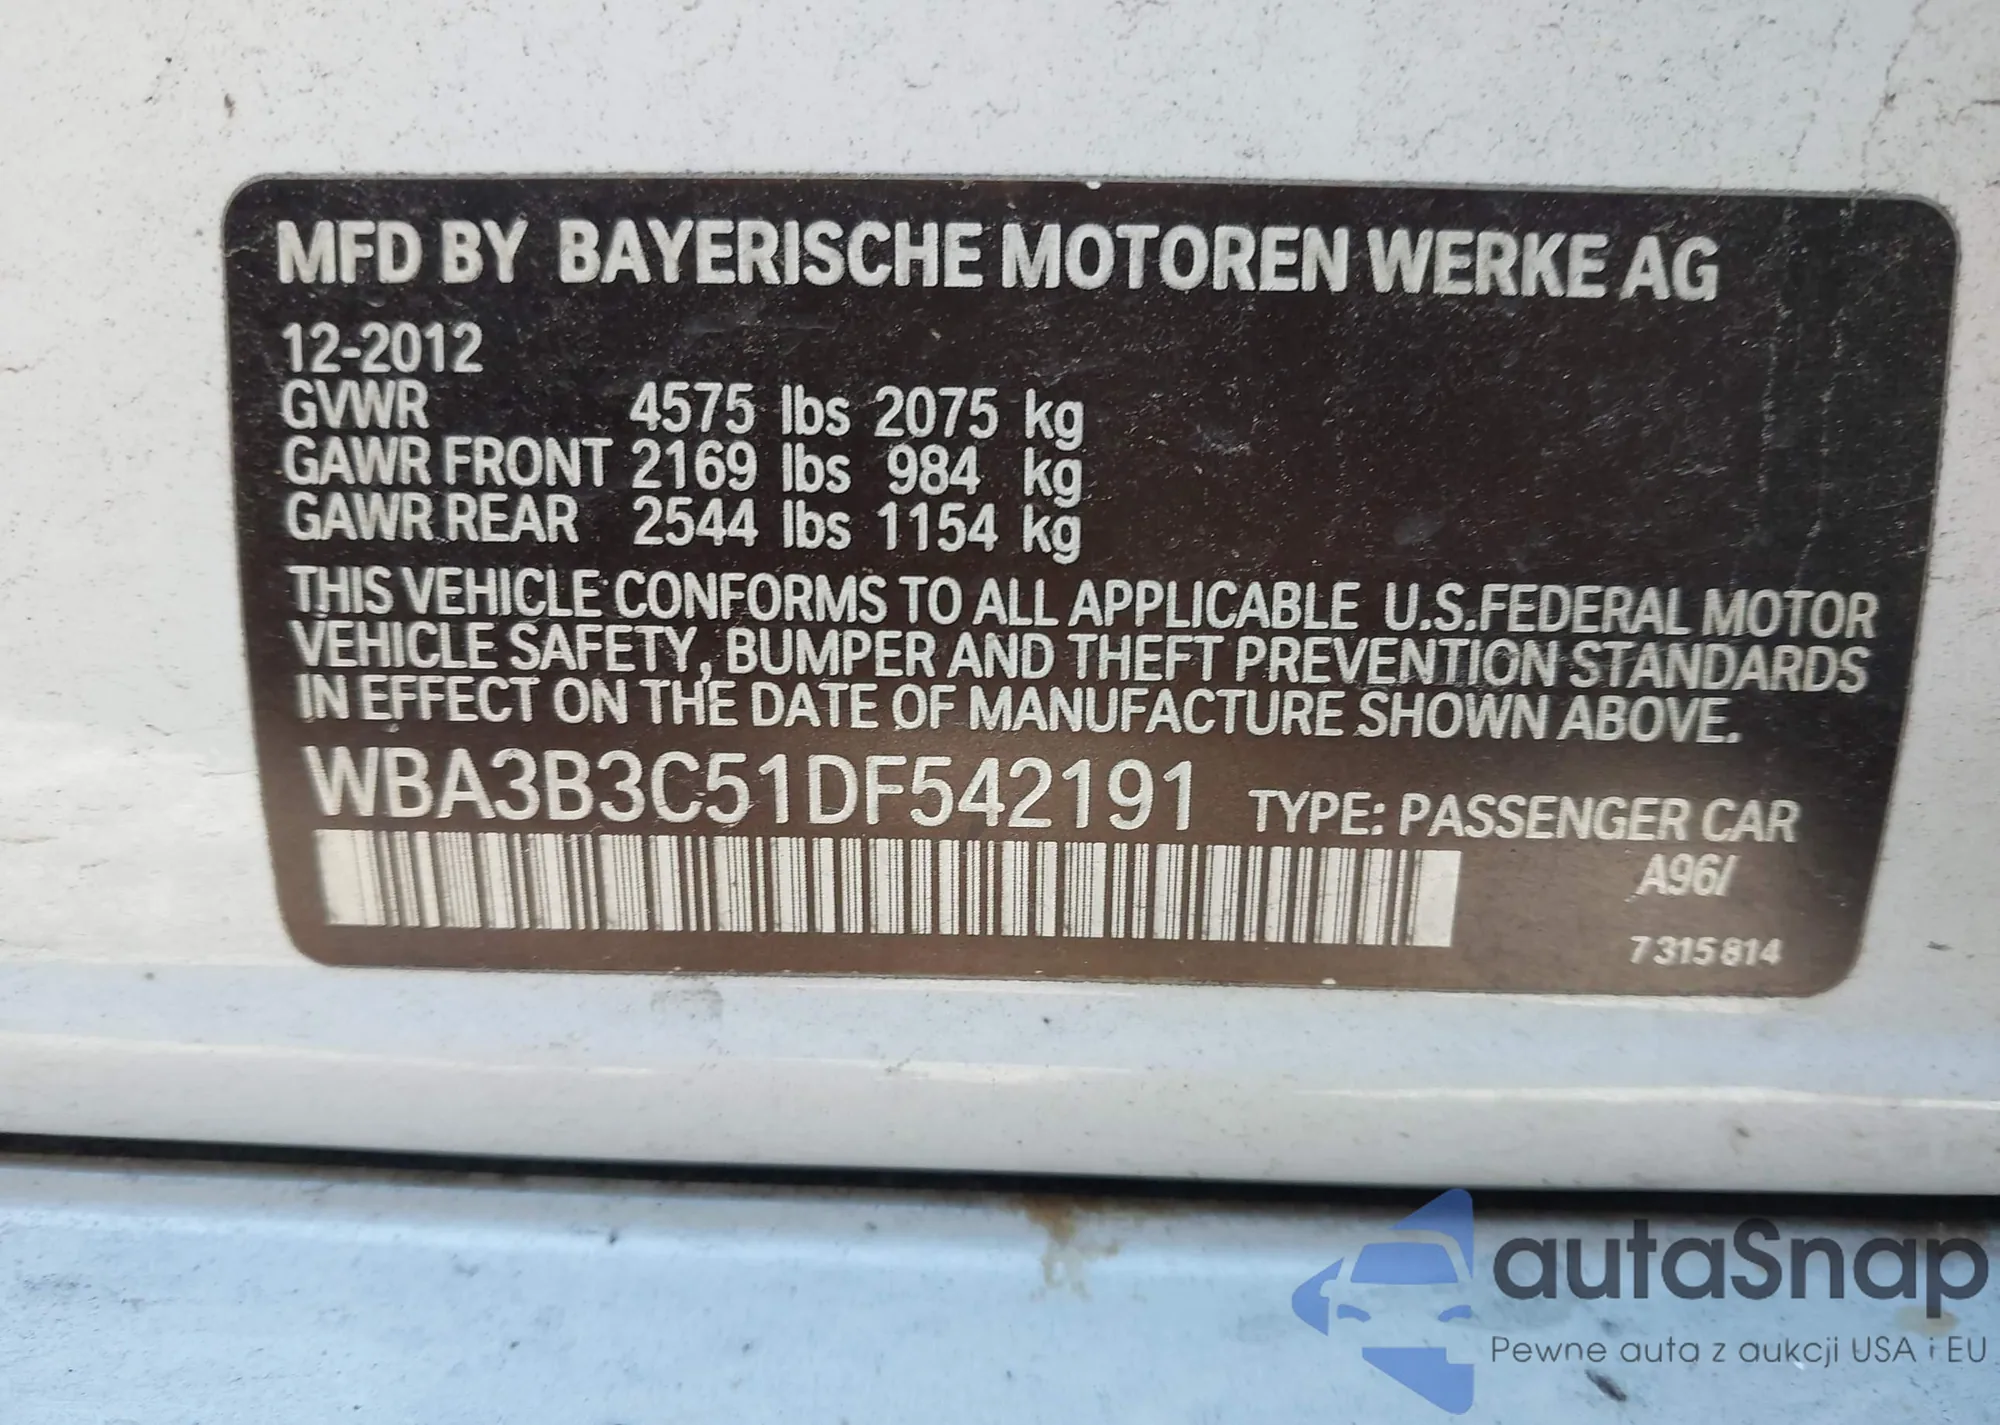 MFD BY BAYERISCHE MOTOREN WERKE AG
12-2012
GVWR 4575 lbs 2075 kg
GAWR FRONT 2169 lbs 984 kg
GAWR REAR 2544 lbs 1154 kg
THIS VEHICLE CONFORMS TO ALL APPLICABLE U.S.FEDERAL MOTOR
VEHICLE SAFETY, BUMPER AND THEFT PREVENTION STANDARDS
IN EFFECT ON THE DATE OF MANUFACTURE SHOWN ABOVE.
WBA3B3C51DF542191 TYPE: PASSENGER CAR
A96/
7 315 814
autaSnap
Pewne auta z aukcji USA i EU